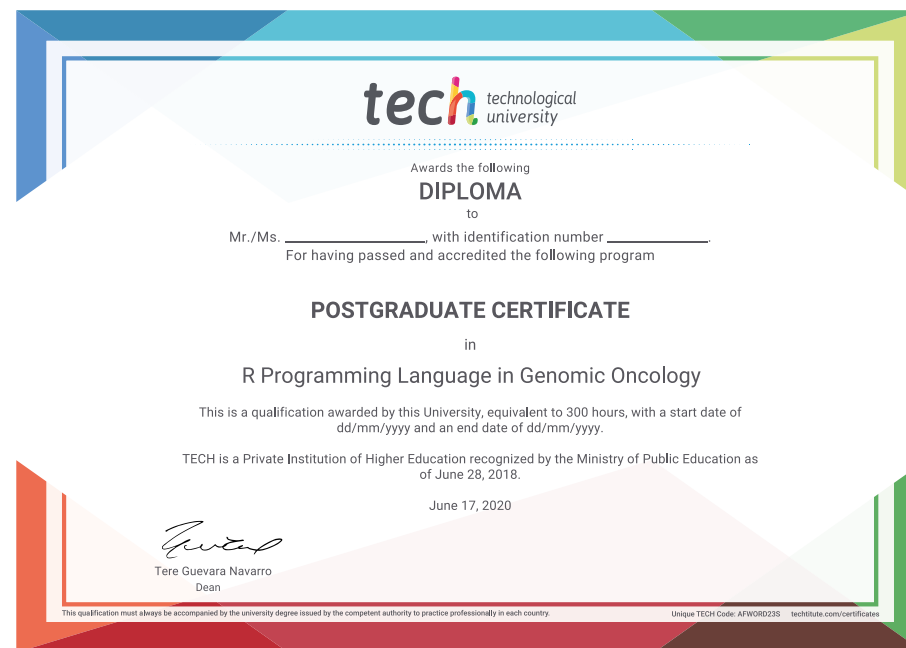 tech technological
university
Awards the following
DIPLOMA
to
Mr./Ms. ____________________, with identification number __________________.
For having passed and accredited the following program
POSTGRADUATE CERTIFICATE
in
R Programming Language in Genomic Oncology
This is a qualification awarded by this University, equivalent to 300 hours, with a start date of
dd/mm/yyyy and an end date of dd/mm/yyyy.
TECH is a Private Institution of Higher Education recognized by the Ministry of Public Education as
of June 28, 2018.
June 17, 2020
Tere Guevara Navarro
Dean
This qualification must always be accompanied by the university degree issued by the competent authority to practice professionally in each country.
Unique TECH Code: AFWORD23S techtitute.com/certificates